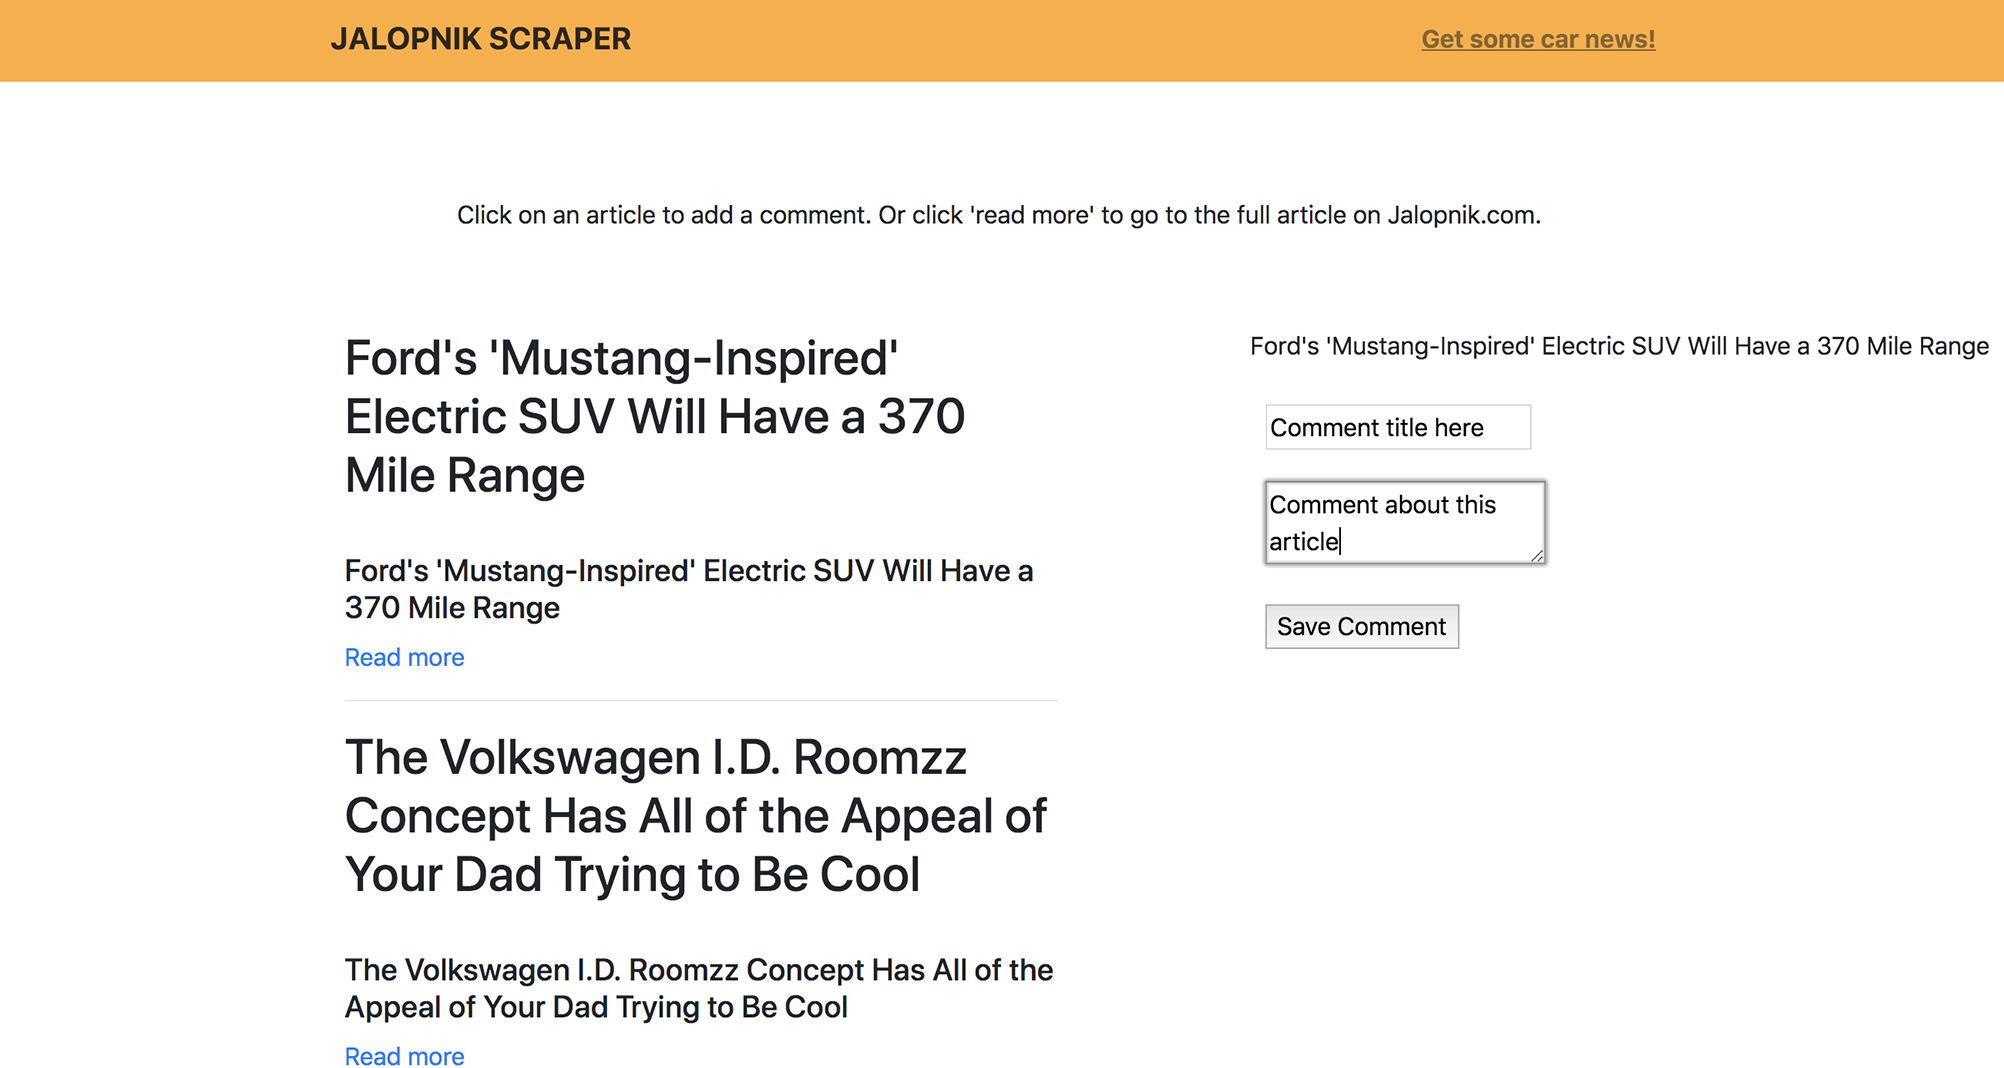 JALOPNIK SCRAPER
Get some car news!
Click on an article to add a comment. Or click 'read more' to go to the full article on Jalopnik.com.
Ford's 'Mustang-Inspired'
Electric SUV Will Have a 370
Mile Range
Ford's 'Mustang-Inspired' Electric SUV Will Have a
370 Mile Range
Read more
The Volkswagen I.D. Roomzz
Concept Has All of the Appeal of
Your Dad Trying to Be Cool
The Volkswagen I.D. Roomzz Concept Has All of the
Appeal of Your Dad Trying to Be Cool
Read more
Ford's 'Mustang-Inspired' Electric SUV Will Have a 370 Mile Range
Comment title here
Comment about this
article
Save Comment